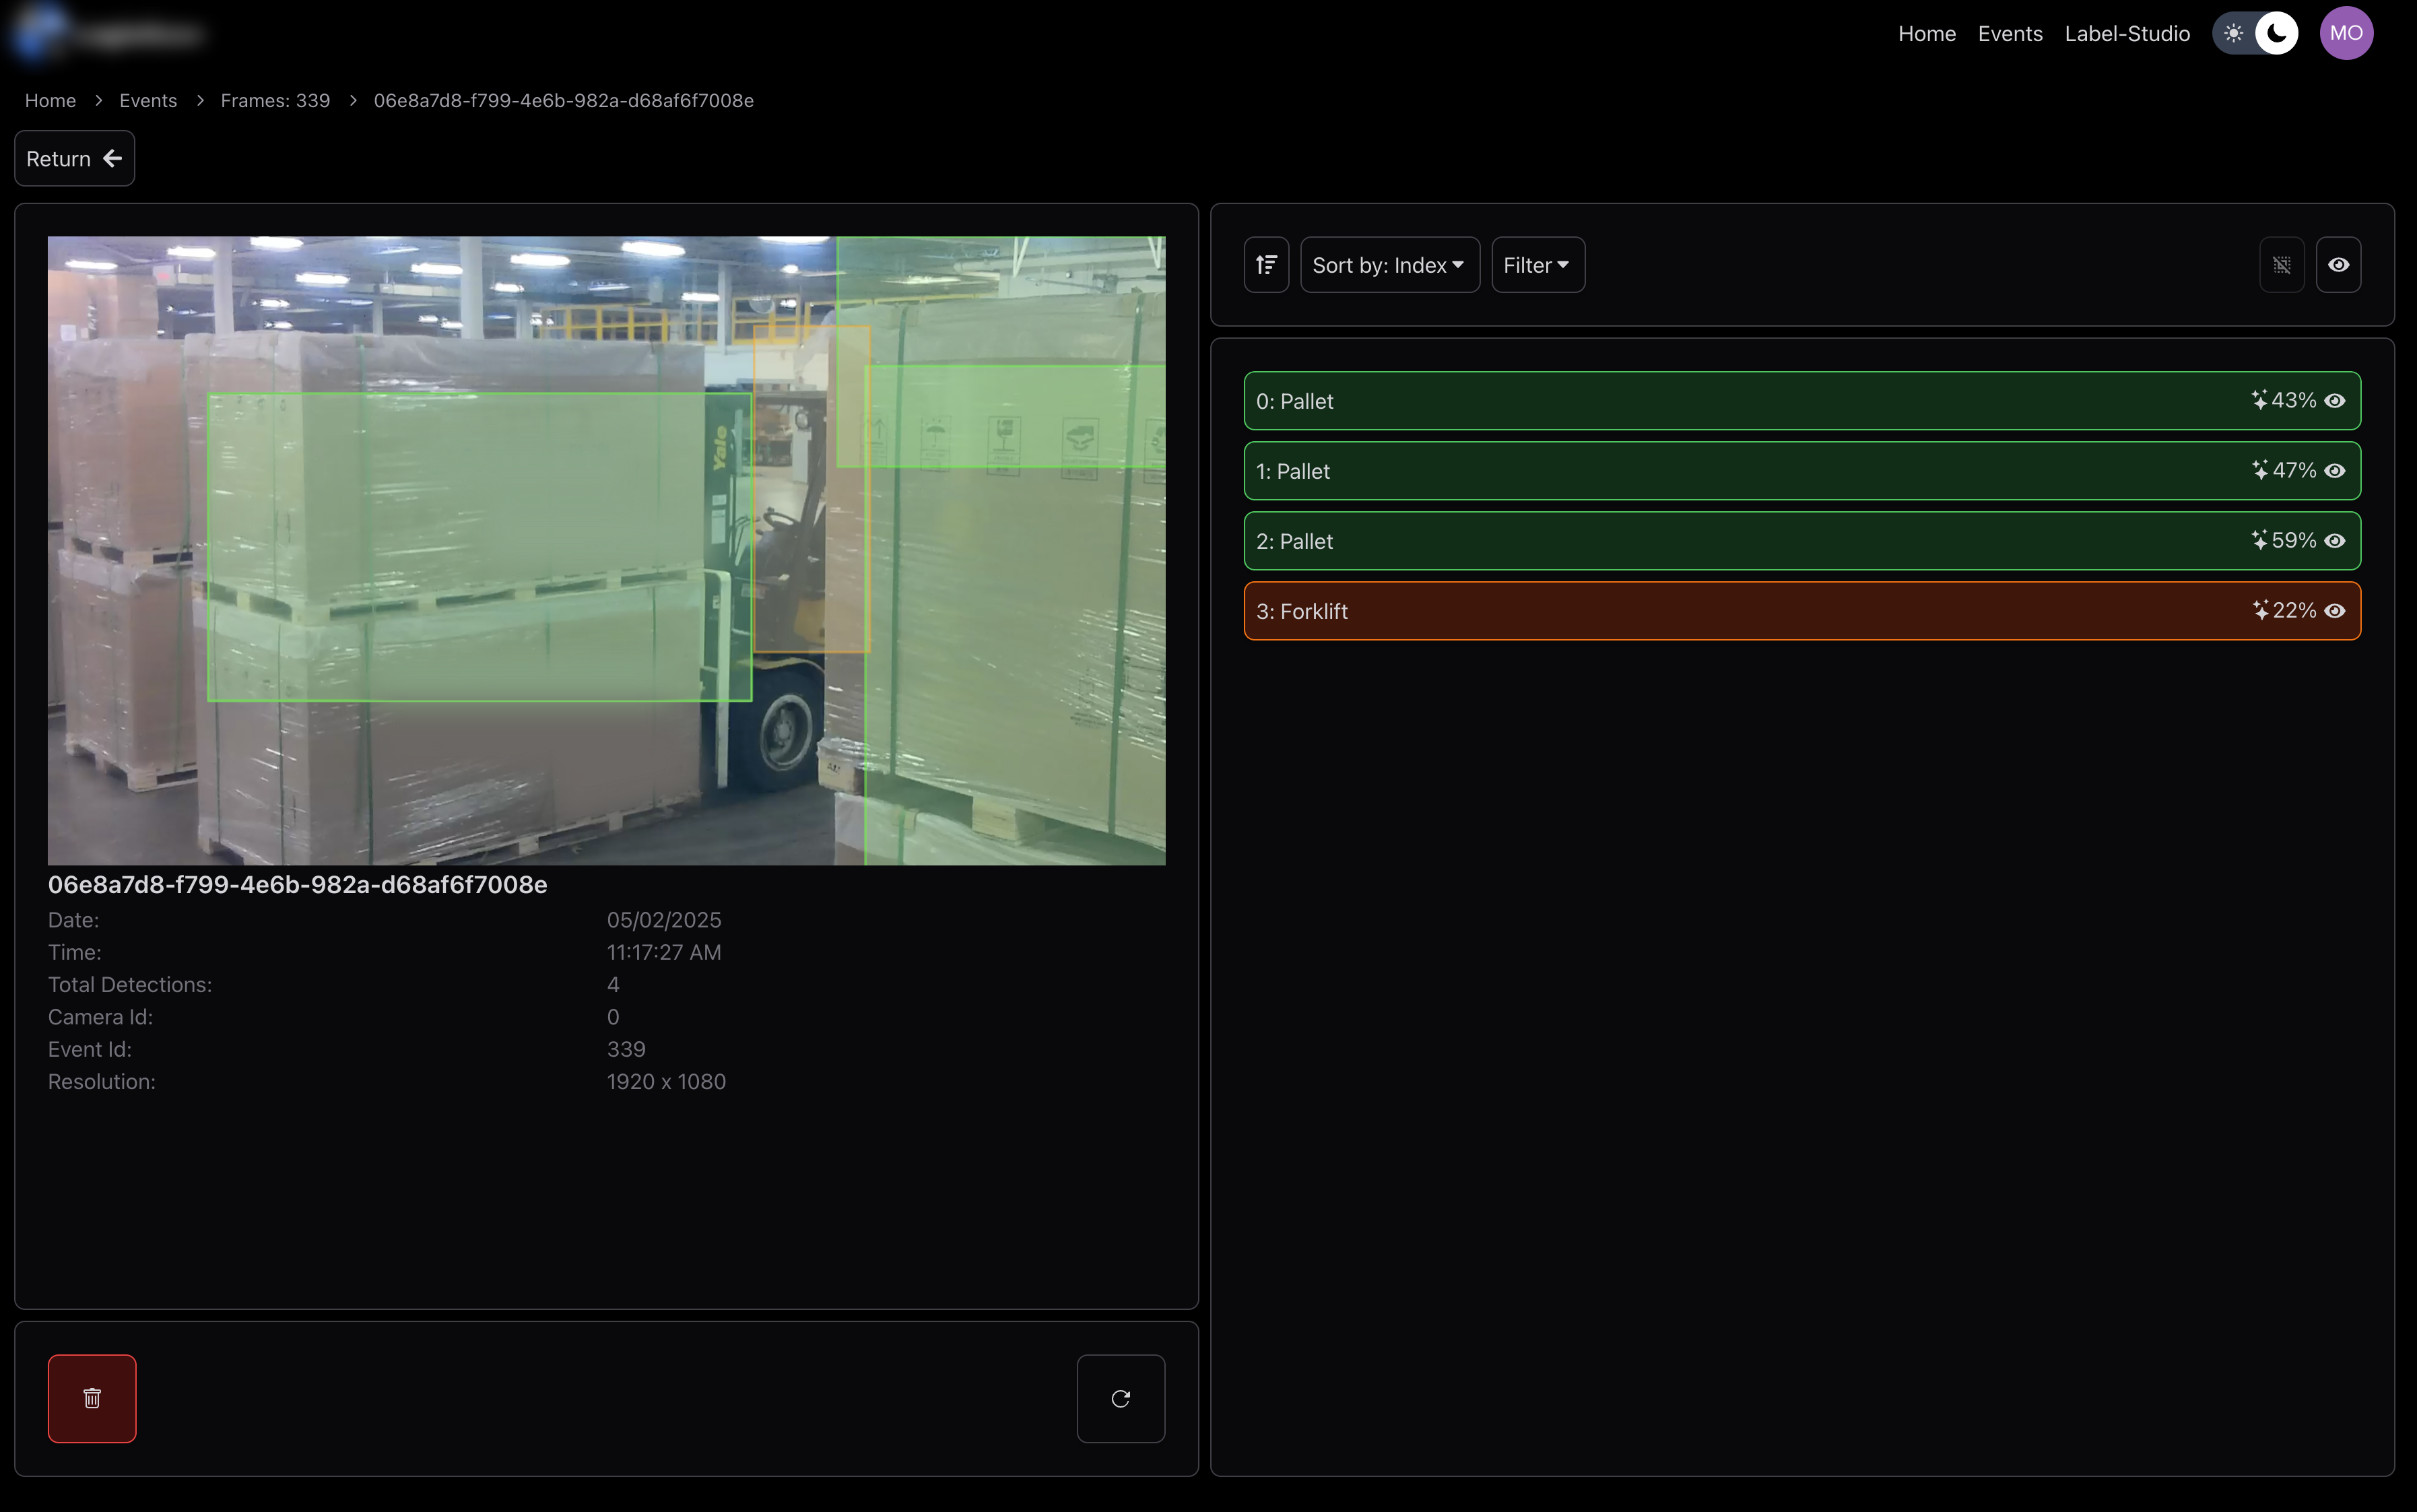 Home Events Label-Studio MO
Home > Events > Frames: 339 > 06e8a7d8-f799-4e6b-982a-d68af6f7008e
Return
Yale
06e8a7d8-f799-4e6b-982a-d68af6f7008e
Date: 05/02/2025
Time: 11:17:27 AM
Total Detections: 4
Camera Id: 0
Event Id: 339
Resolution: 1920 x 1080
Sort by: Index Filter
0: Pallet 43%
1: Pallet 47%
2: Pallet 59%
3: Forklift 22%